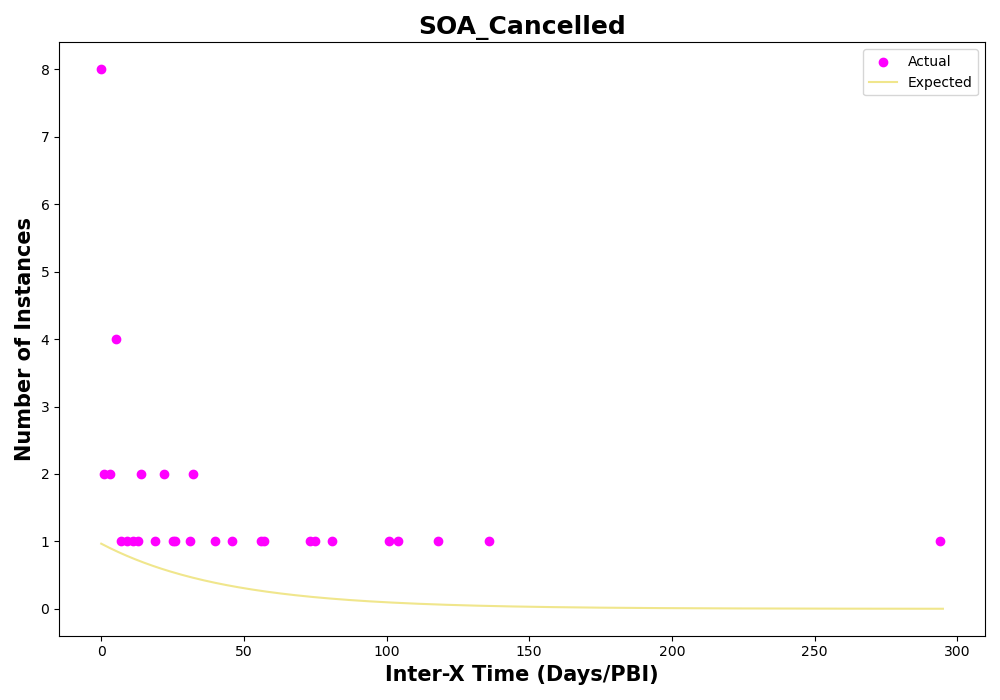 SOA_Cancelled
Actual
Expected
Number of Instances
8
7
6
5
4
3
2
1
0
0 50 100 150 200 250 300
Inter-X Time (Days/PBI)